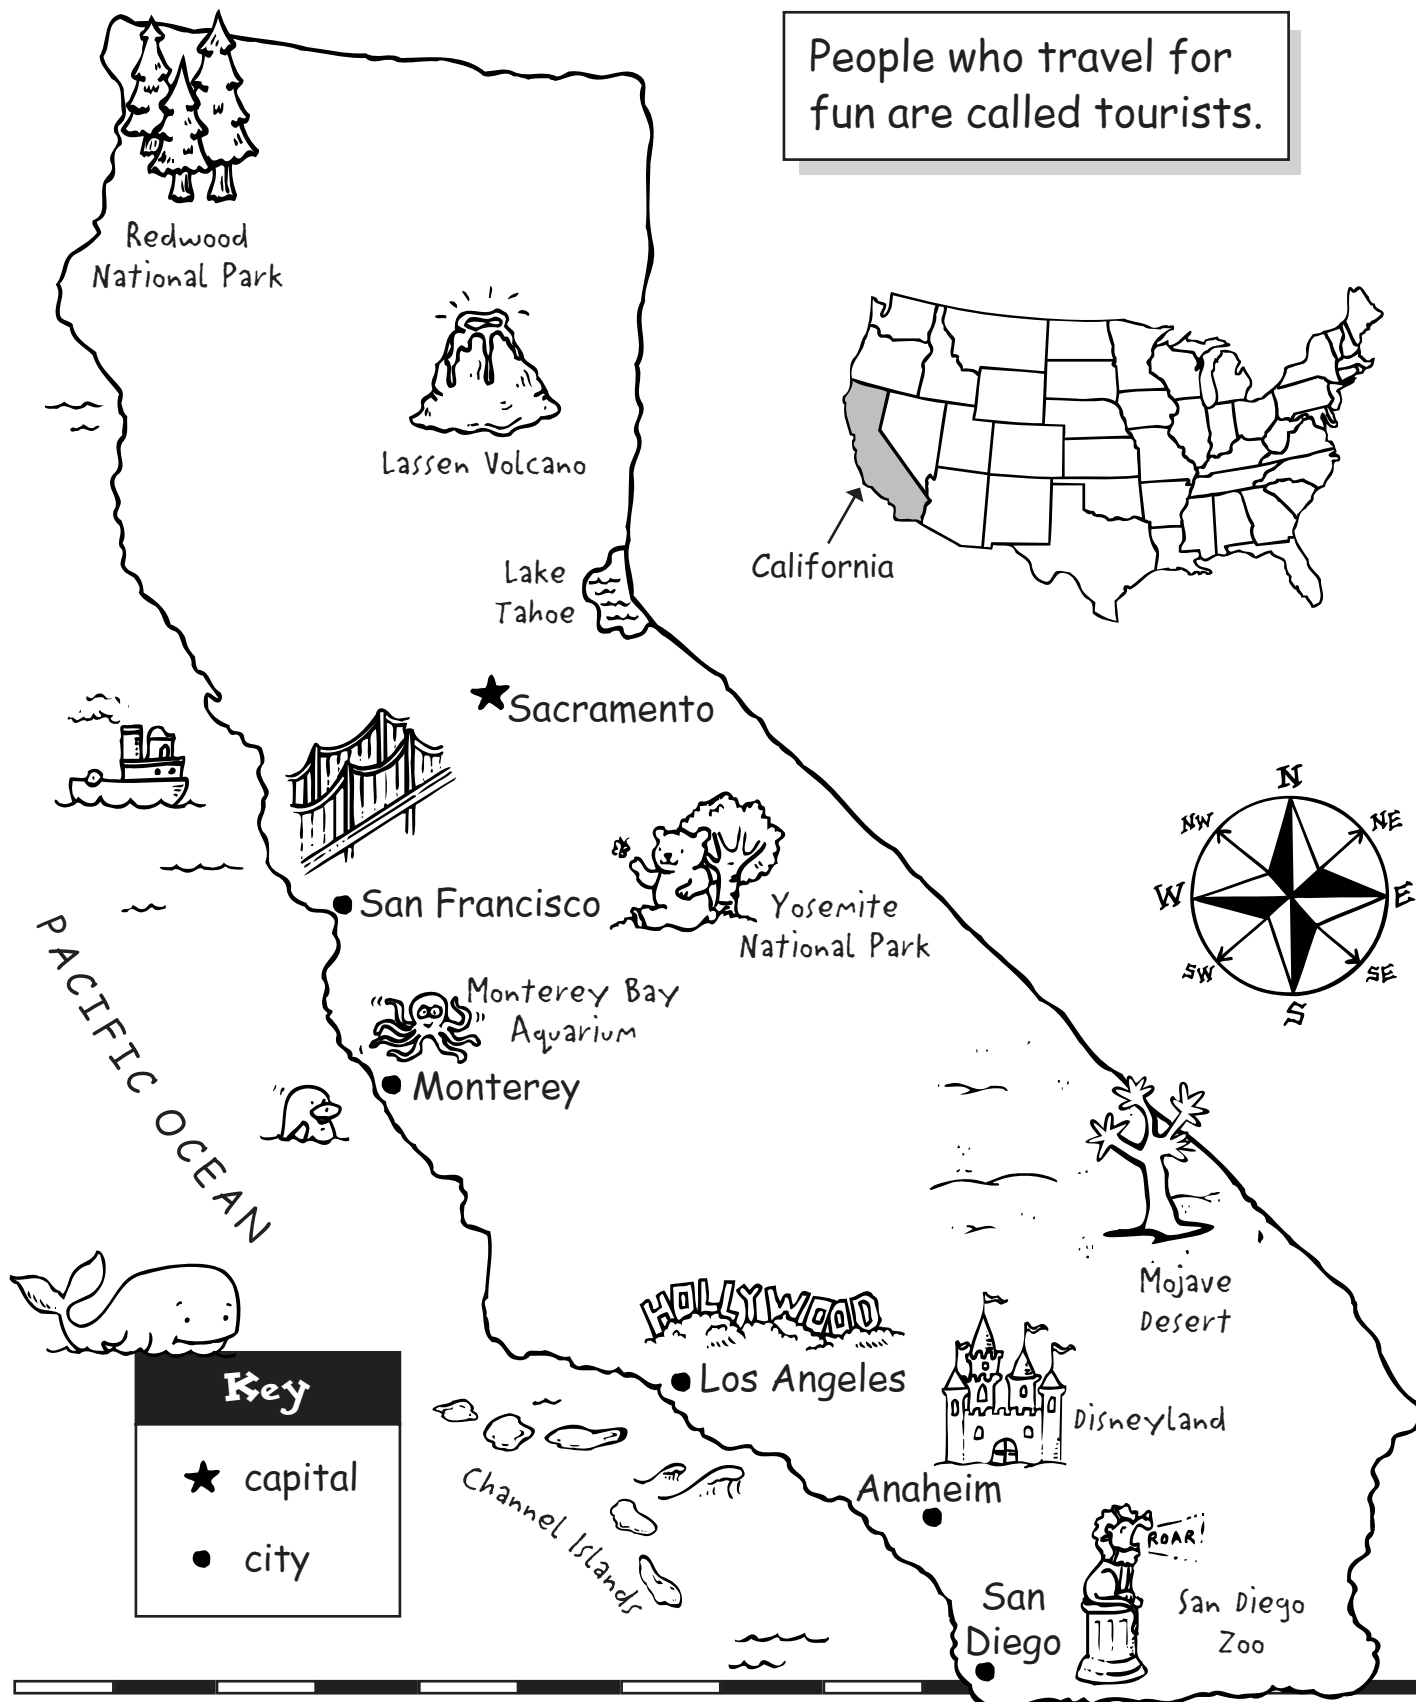 People who travel for
fun are called tourists.
Redwood
National Park
Lassen Volcano
Lake
Tahoe
California
Sacramento
San Francisco
Yosemite
National Park
N
NW
NE
W
E
SW
SE
S
PACIFIC OCEAN
Monterey Bay
Aquarium
Monterey
Mojave
Desert
HOLLYWOOD
Los Angeles
Disneyland
Key
capital
city
Channel Islands
Anaheim
ROAR!
San
Diego
San Diego
Zoo